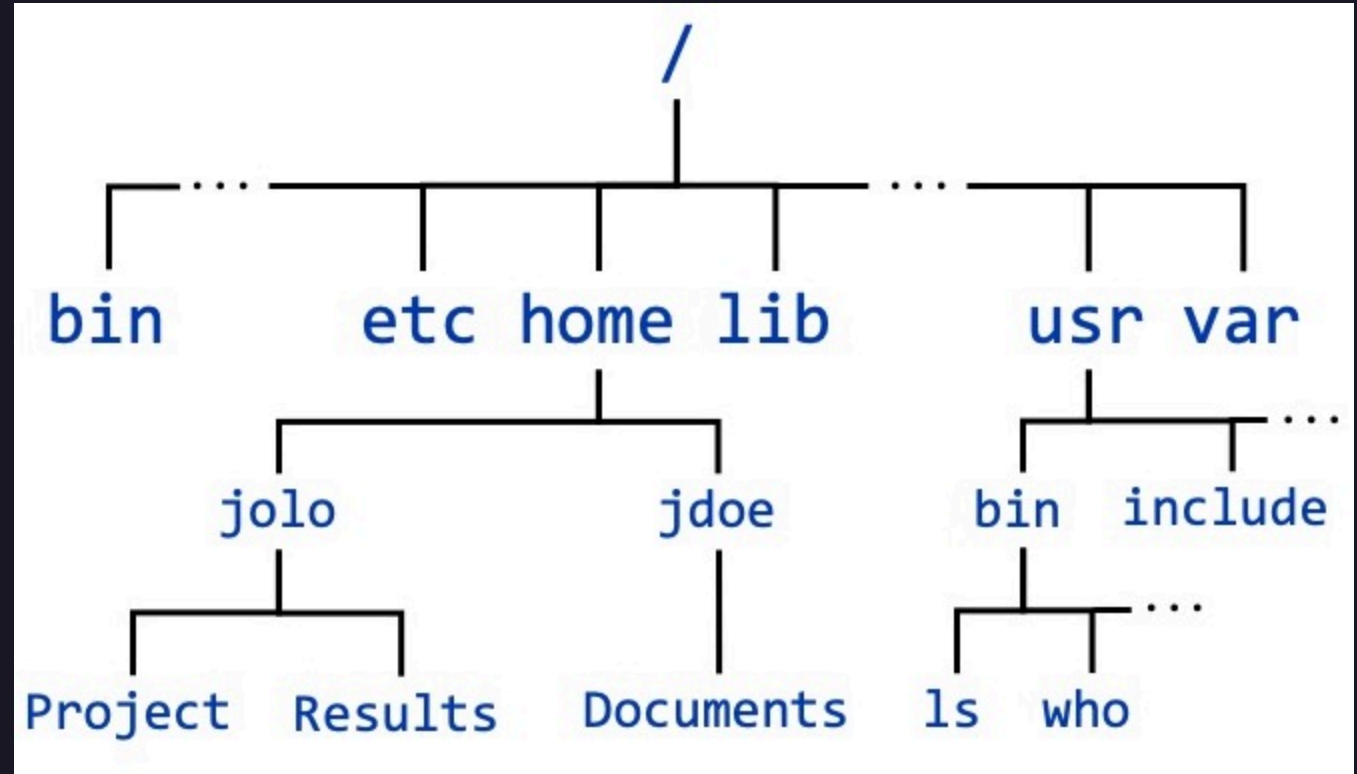 /
... ...
bin etc home lib usr var
...
jolo jdoe bin include
...
Project Results Documents ls who